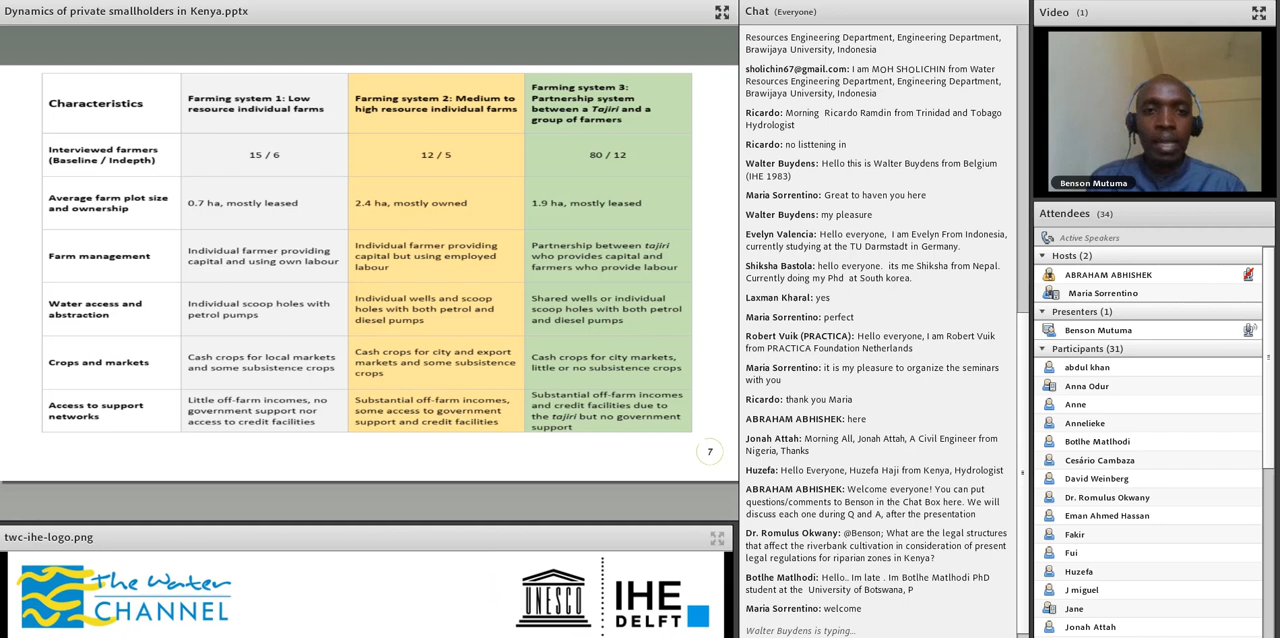 Dynamics of private smallholders in Kenya.pptx
Characteristics
Farming system 1: Low
resource individual farms
Farming system 2: Medium to
high resource individual farms
Farming system 3:
Partnership system
between a Tajiri and a
group of farmers
Interviewed farmers
(Baseline / Indepth)
15 / 6
12 / 5
80 / 12
Average farm plot size
and ownership
0.7 ha, mostly leased
2.4 ha, mostly owned
1.9 ha, mostly leased
Farm management
Individual farmer providing
capital and using own labour
Individual farmer providing
capital but using employed
labour
Partnership between tajiri
who provides capital and
farmers who provide labour
Water access and
abstraction
Individual scoop holes with
petrol pumps
Individual wells and scoop
holes with both petrol and
diesel pumps
Shared wells or individual
scoop holes with both petrol
and diesel pumps
Crops and markets
Cash crops for local markets
and some subsistence crops
Cash crops for city and export
markets and some subsistence
crops
Cash crops for city markets,
little or no subsistence crops
Access to support
networks
Little off-farm incomes, no
government support nor
access to credit facilities
Substantial off-farm incomes,
some access to government
support and credit facilities
Substantial off-farm incomes
and credit facilities due to
the tajiri but no government
support
7
twc-ihe-logo.png
the Water
CHANNEL
UNESCO
IHE
DELFT
Chat (Everyone)
Resources Engineering Department, Engineering Department,
Brawijaya University, Indonesia
sholichin67@gmail.com: I am MOH SHOLICHIN from Water
Resources Engineering Department, Engineering Department,
Brawijaya University, Indonesia
Ricardo: Morning Ricardo Ramdin from Trinidad and Tobago
Hydrologist
Ricardo: no listtening in
Walter Buydens: Hello this is Walter Buydens from Belgium
(IHE 1983)
Maria Sorrentino: Great to haven you here
Walter Buydens: my pleasure
Evelyn Valencia: Hello everyone, I am Evelyn From Indonesia,
currently studying at the TU Darmstadt in Germany.
Shiksha Bastola: hello everyone. its me Shiksha from Nepal.
Currently doing my Phd at South korea.
Laxman Kharal: yes
Maria Sorrentino: perfect
Robert Vuik (PRACTICA): Hello everyone, I am Robert Vuik
from PRACTICA Foundation Netherlands
Maria Sorrentino: it is my pleasure to organize the seminars
with you
Ricardo: thank you Maria
ABRAHAM ABHISHEK: here
Jonah Attah: Morning All, Jonah Attah, A Civil Engineer from
Nigeria, Thanks
Huzefa: Hello Everyone, Huzefa Haji from Kenya, Hydrologist
ABRAHAM ABHISHEK: Welcome everyone! You can put
questions/comments to Benson in the Chat Box here. We will
discuss each one during Q and A, after the presentation
Dr. Romulus Okwany: @Benson; What are the legal structures
that affect the riverbank cultivation in consideration of present
legal regulations for riparian zones in Kenya?
Botlhe Matlhodi: Hello.. Im late . Im Botlhe Matlhodi PhD
student at the University of Botswana, P
Maria Sorrentino: welcome
Walter Buydens is typing...
Video (1)
Benson Mutuma
Attendees (34)
Active Speakers
Hosts (2)
ABRAHAM ABHISHEK
Maria Sorrentino
Presenters (1)
Benson Mutuma
Participants (31)
abdul khan
Anna Odur
Anne
Annelieke
Botlhe Matlhodi
Cesário Cambaza
David Weinberg
Dr. Romulus Okwany
Eman Ahmed Hassan
Fakir
Fui
Huzefa
J miguel
Jane
Jonah Attah